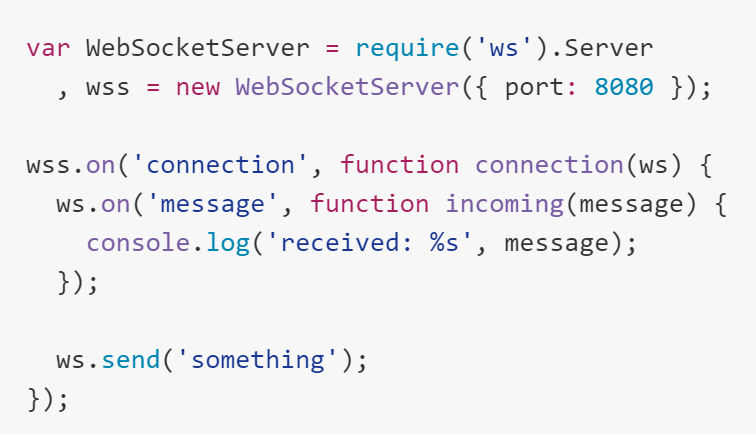 var WebSocketServer = require('ws').Server
  , wss = new WebSocketServer({ port: 8080 });

wss.on('connection', function connection(ws) {
  ws.on('message', function incoming(message) {
    console.log('received: %s', message);
  });

  ws.send('something');
});